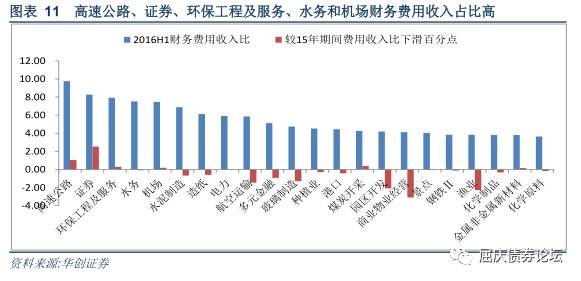 图表 11 高速公路、证券、环保工程及服务、水务和机场财务费用收入占比高
2016H1财务费用收入比
较15年期间费用收入比下滑百分点
12.00
10.00
8.00
6.00
4.00
2.00
0.00
-2.00
-4.00
高速公路
证券
环保工程及服务
水务
机场
水泥制造
造纸
电力
航空运输
多元金融
玻璃制造
种植业
港口
煤炭开采
园区开发
商业物业经营
景点
钢铁Ⅱ
渔业
化学制品
金属非金属新材料
化学原料
资料来源:华创证券
屈庆债券论坛